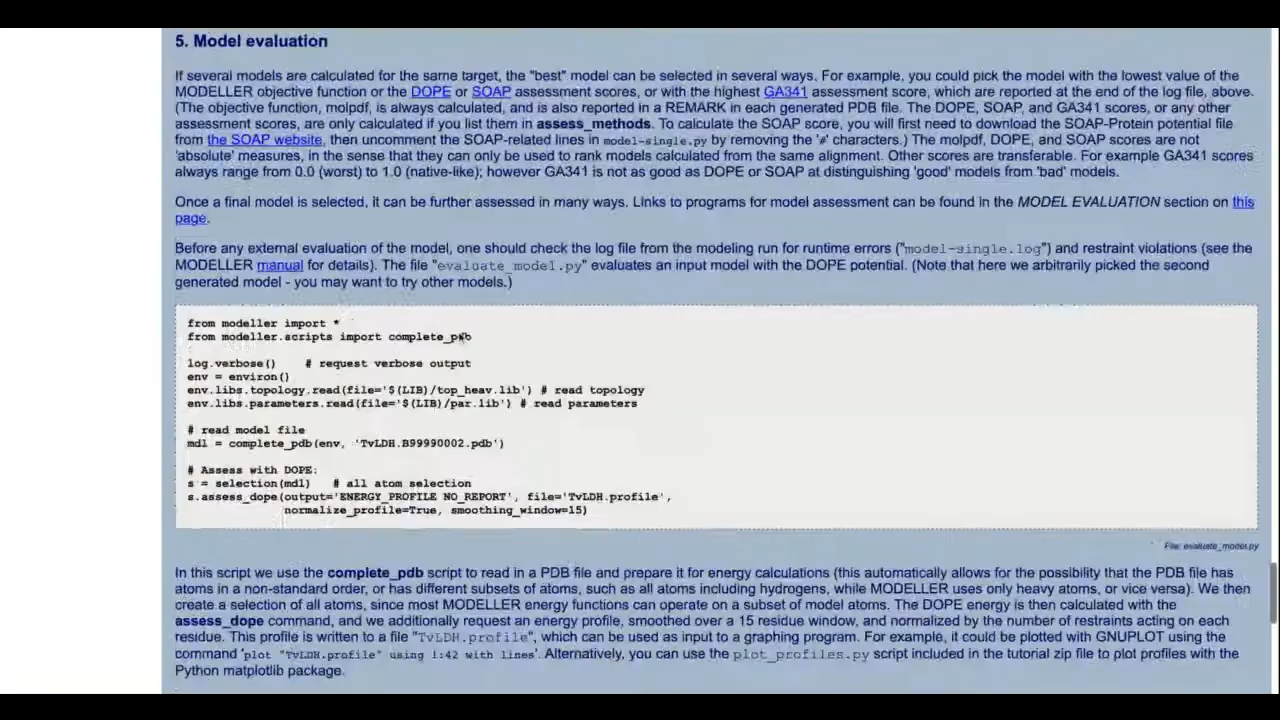 5. Model evaluation
If several models are calculated for the same target, the "best" model can be selected in several ways. For example, you could pick the model with the lowest value of the
MODELLER objective function or the DOPE or SOAP assessment scores, or with the highest GA341 assessment score, which are reported at the end of the log file, above.
(The objective function, molpdf, is always calculated, and is also reported in a REMARK in each generated PDB file. The DOPE, SOAP, and GA341 scores, or any other
assessment scores, are only calculated if you list them in assess_methods. To calculate the SOAP score, you will first need to download the SOAP-Protein potential file
from the SOAP website, then uncomment the SOAP-related lines in model-single.py by removing the '#' characters.) The molpdf, DOPE, and SOAP scores are not
'absolute' measures, in the sense that they can only be used to rank models calculated from the same alignment. Other scores are transferable. For example GA341 scores
always range from 0.0 (worst) to 1.0 (native-like); however GA341 is not as good as DOPE or SOAP at distinguishing 'good' models from 'bad' models.
Once a final model is selected, it can be further assessed in many ways. Links to programs for model assessment can be found in the MODEL EVALUATION section on this
page.
Before any external evaluation of the model, one should check the log file from the modeling run for runtime errors ("model-single.log") and restraint violations (see the
MODELLER manual for details). The file "evaluate_model.py" evaluates an input model with the DOPE potential. (Note that here we arbitrarily picked the second
generated model - you may want to try other models.)
from modeller import *
from modeller.scripts import complete_pdb
log.verbose()    # request verbose output
env = environ()
env.libs.topology.read(file='$(LIB)/top_heav.lib') # read topology
env.libs.parameters.read(file='$(LIB)/par.lib') # read parameters
# read model file
mdl = complete_pdb(env, 'TvLDH.B99990002.pdb')
# Assess with DOPE:
s = selection(mdl)   # all atom selection
s.assess_dope(output='ENERGY_PROFILE NO_REPORT', file='TvLDH.profile',
normalize_profile=True, smoothing_window=15)
File: evaluate_model.py
In this script we use the complete_pdb script to read in a PDB file and prepare it for energy calculations (this automatically allows for the possibility that the PDB file has
atoms in a non-standard order, or has different subsets of atoms, such as all atoms including hydrogens, while MODELLER uses only heavy atoms, or vice versa). We then
create a selection of all atoms, since most MODELLER energy functions can operate on a subset of model atoms. The DOPE energy is then calculated with the
assess_dope command, and we additionally request an energy profile, smoothed over a 15 residue window, and normalized by the number of restraints acting on each
residue. This profile is written to a file "TvLDH.profile", which can be used as input to a graphing program. For example, it could be plotted with GNUPLOT using the
command 'plot "TvLDH.profile" using 1:42 with lines'. Alternatively, you can use the plot_profiles.py script included in the tutorial zip file to plot profiles with the
Python matplotlib package.